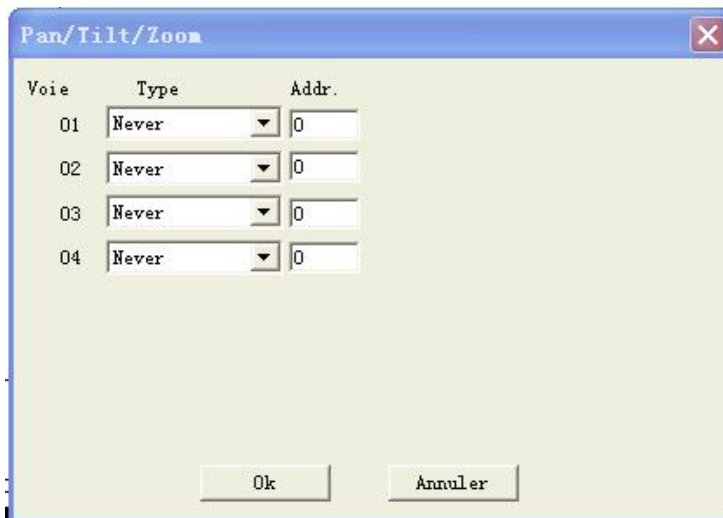 Pan/Tilt/Zoom
Voie Type Addr.
01 Never 0
02 Never 0
03 Never 0
04 Never 0
Ok Annuler